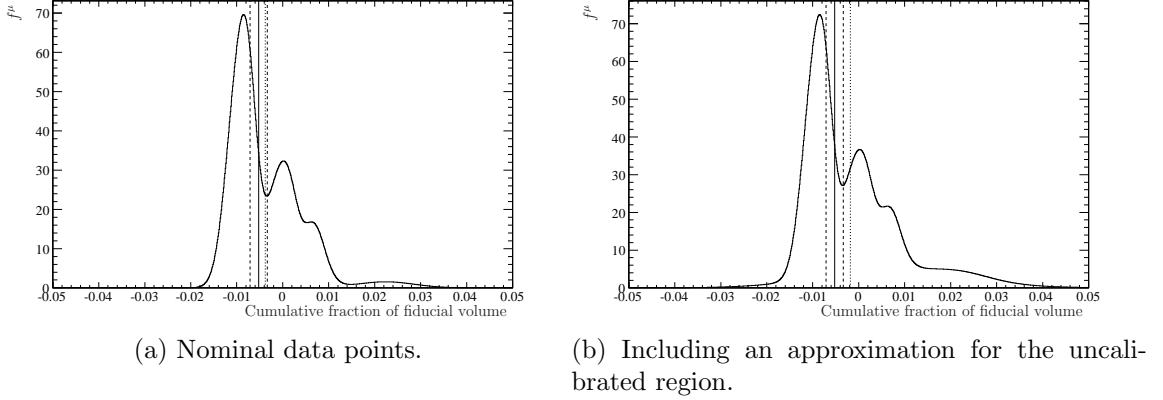 f^μ
70
60
50
40
30
20
10
0
-0.05 -0.04 -0.03 -0.02 -0.01 0 0.01 0.02 0.03 0.04 0.05
Cumulative fraction of fiducial volume
(a) Nominal data points.
f^μ
70
60
50
40
30
20
10
0
-0.05 -0.04 -0.03 -0.02 -0.01 0 0.01 0.02 0.03 0.04 0.05
Cumulative fraction of fiducial volume
(b) Including an approximation for the uncali-
brated region.